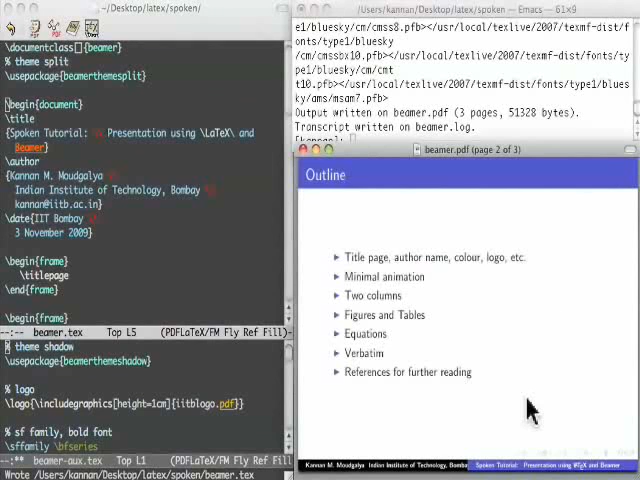 ~/Desktop/latex/spoken/
\documentclass[]{beamer}
% theme split
\usepackage{beamerthemesplit}
\begin{document}
\title
{Spoken Tutorial: \\ Presentation using \LaTeX\ and
Beamer}
\author
{Kannan M. Moudgalya \\
Indian Institute of Technology, Bombay \\
kannan@iitb.ac.in}
\date{IIT Bombay \\
3 November 2009}
\begin{frame}
\titlepage
\end{frame}
\begin{frame}
--:-- beamer.tex Top L5 (PDFLaTeX/FM Fly Ref Fill)--
% theme shadow
\usepackage{beamerthemeshadow}
% logo
\logo{\includegraphics[height=1cm]{iitblogo.pdf}}
% sf family, bold font
\sffamily \bfseries
--:** beamer-aux.tex Top L1 (PDFLaTeX/FM Fly Ref Fill)
Wrote /Users/kannan/Desktop/latex/spoken/beamer.tex
/Users/kannan/Desktop/latex/spoken — Emacs — 61×9
e1/bluesky/cm/cmss8.pfb></usr/local/texlive/2007/texmf-dist/f
onts/type1/bluesky
/cm/cmssbx10.pfb></usr/local/texlive/2007/texmf-dist/fonts/t
ype1/bluesky/cm/cmt
t10.pfb></usr/local/texlive/2007/texmf-dist/fonts/type1/blue
sky/ams/msam7.pfb>
Output written on beamer.pdf (3 pages, 51328 bytes).
Transcript written on beamer.log.
beamer.pdf (page 2 of 3)
Outline
Title page, author name, colour, logo, etc.
Minimal animation
Two columns
Figures and Tables
Equations
Verbatim
References for further reading
Kannan M. Moudgalya Indian Institute of Technology, Bomba Spoken Tutorial: Presentation using LaTeX and Beamer